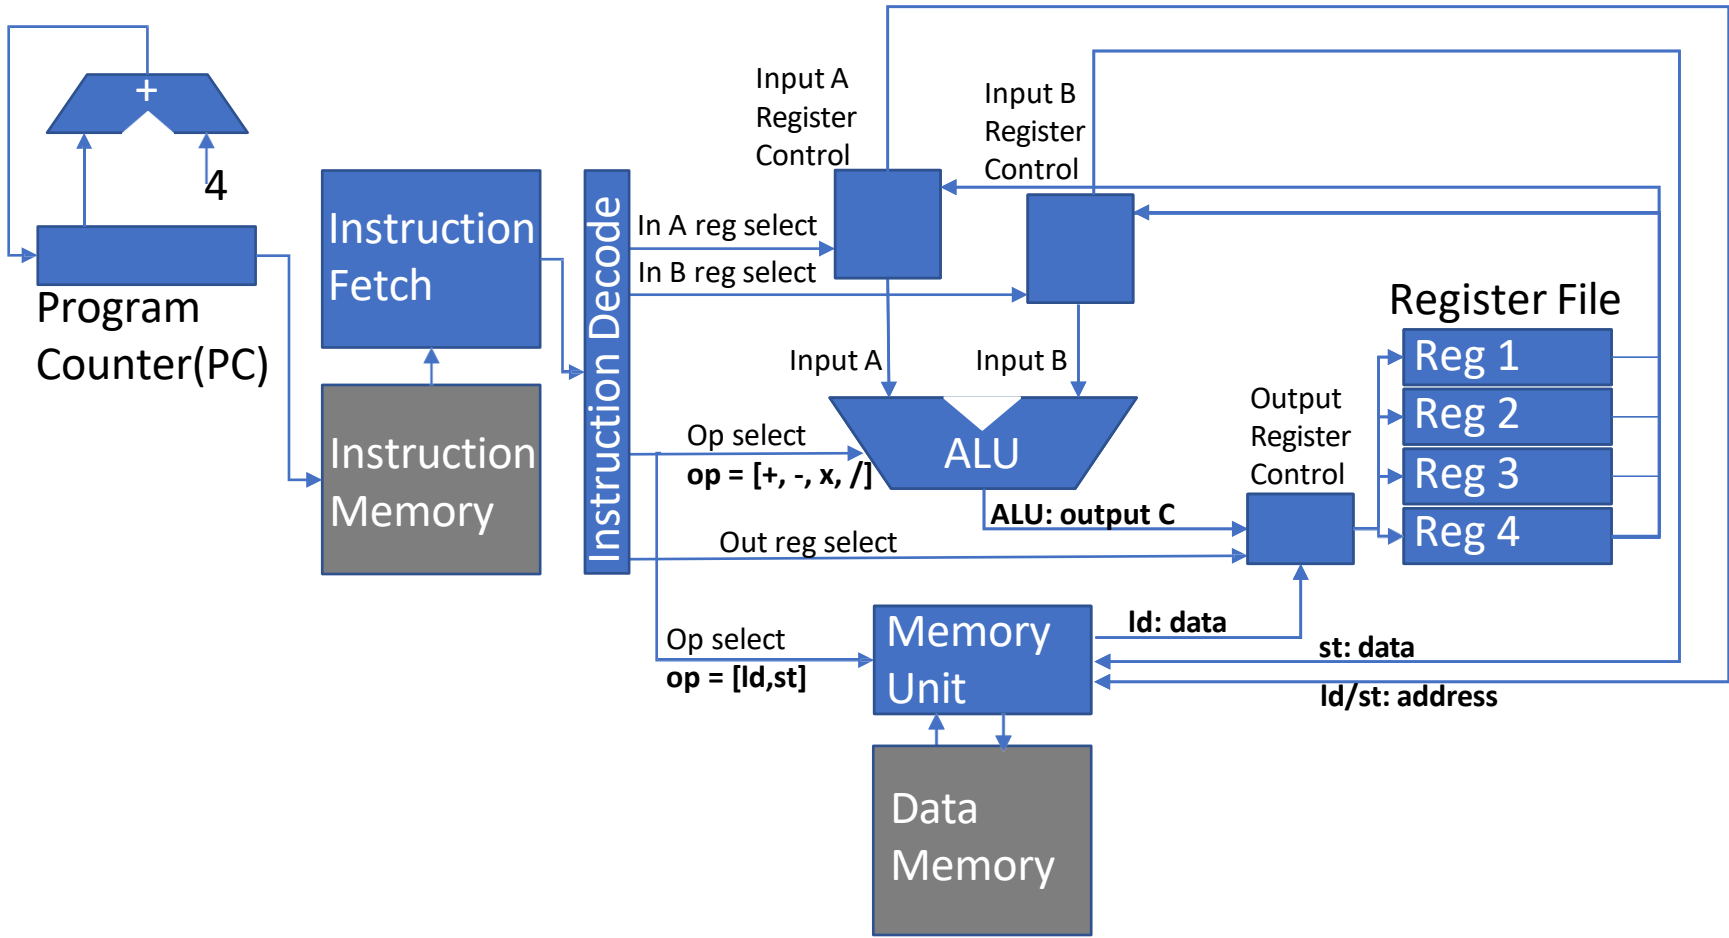 +
4
Program
Counter(PC)
Instruction
Fetch
Instruction
Memory
Instruction Decode
Input A
Register
Control
Input B
Register
Control
In A reg select
In B reg select
Input A
Input B
Op select
op = [+, -, x, /]
ALU
ALU: output C
Out reg select
Output
Register
Control
Register File
Reg 1
Reg 2
Reg 3
Reg 4
Op select
op = [ld,st]
Memory
Unit
ld: data
st: data
ld/st: address
Data
Memory